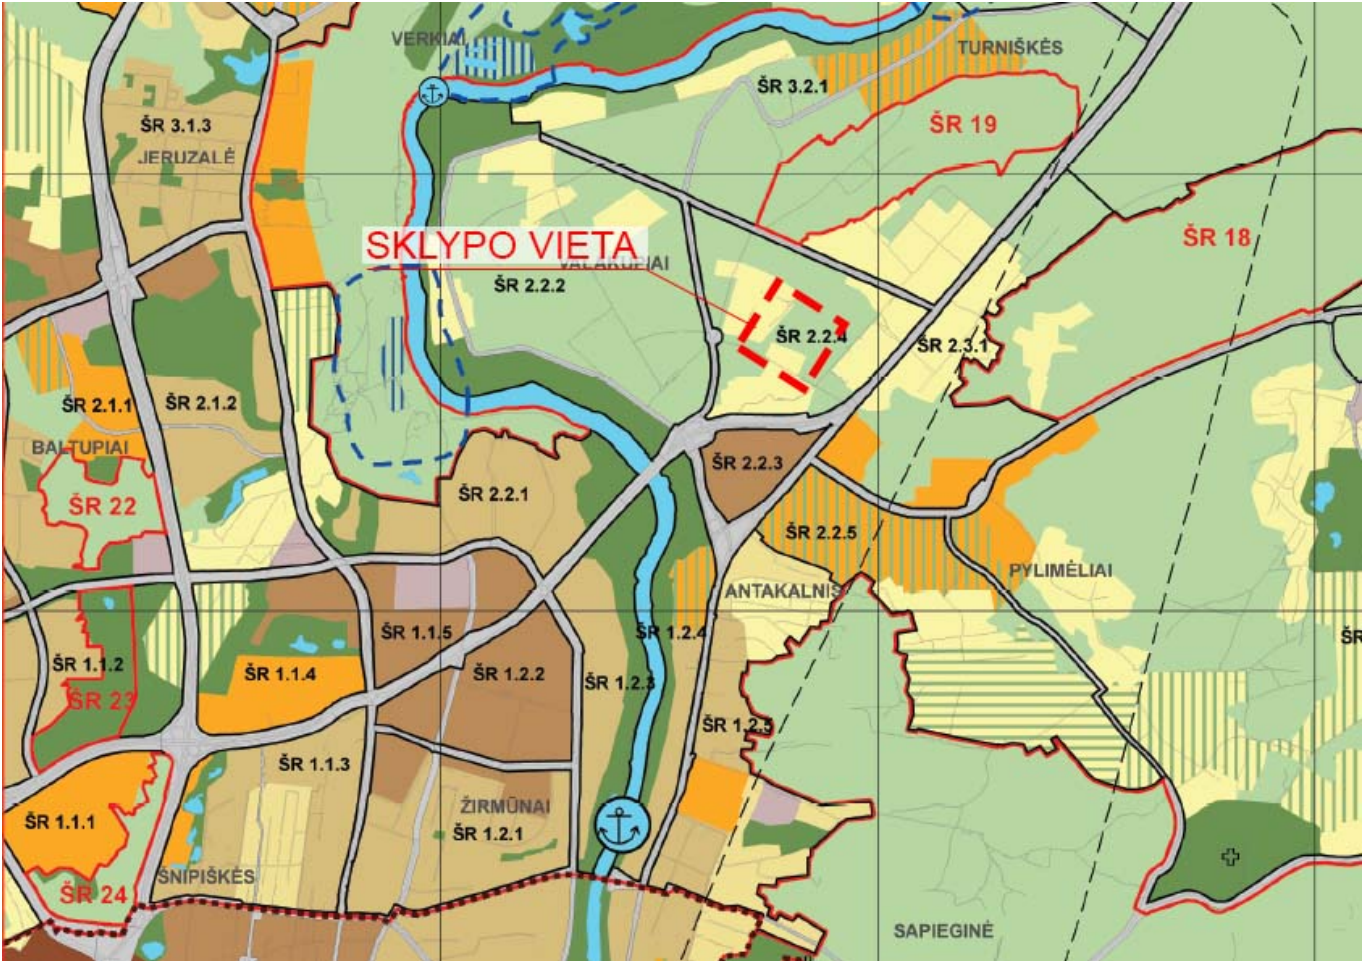 VERKIAI
TURNIŠKĖS
ŠR 3.2.1
ŠR 3.1.3
ŠR 19
JERUZALĖ
SKLYPO VIETA
ŠR 18
VALAKUPIAI
ŠR 2.2.2
ŠR 2.2.4
ŠR 2.3.1
ŠR 2.1.1
ŠR 2.1.2
BALTUPIAI
ŠR 2.2.3
ŠR 2.2.1
ŠR 22
ŠR 2.2.5
PYLIMĖLIAI
ANTAKALNIS
ŠR 1.1.5
ŠR 1.2.4
ŠR
ŠR 1.1.2
ŠR 1.1.4
ŠR 1.2.2
ŠR 1.2.3
ŠR 23
ŠR 1.2.5
ŠR 1.1.3
ŽIRMŪNAI
ŠR 1.1.1
ŠR 1.2.1
ŠNIPIŠKĖS
ŠR 24
SAPIEGINĖ